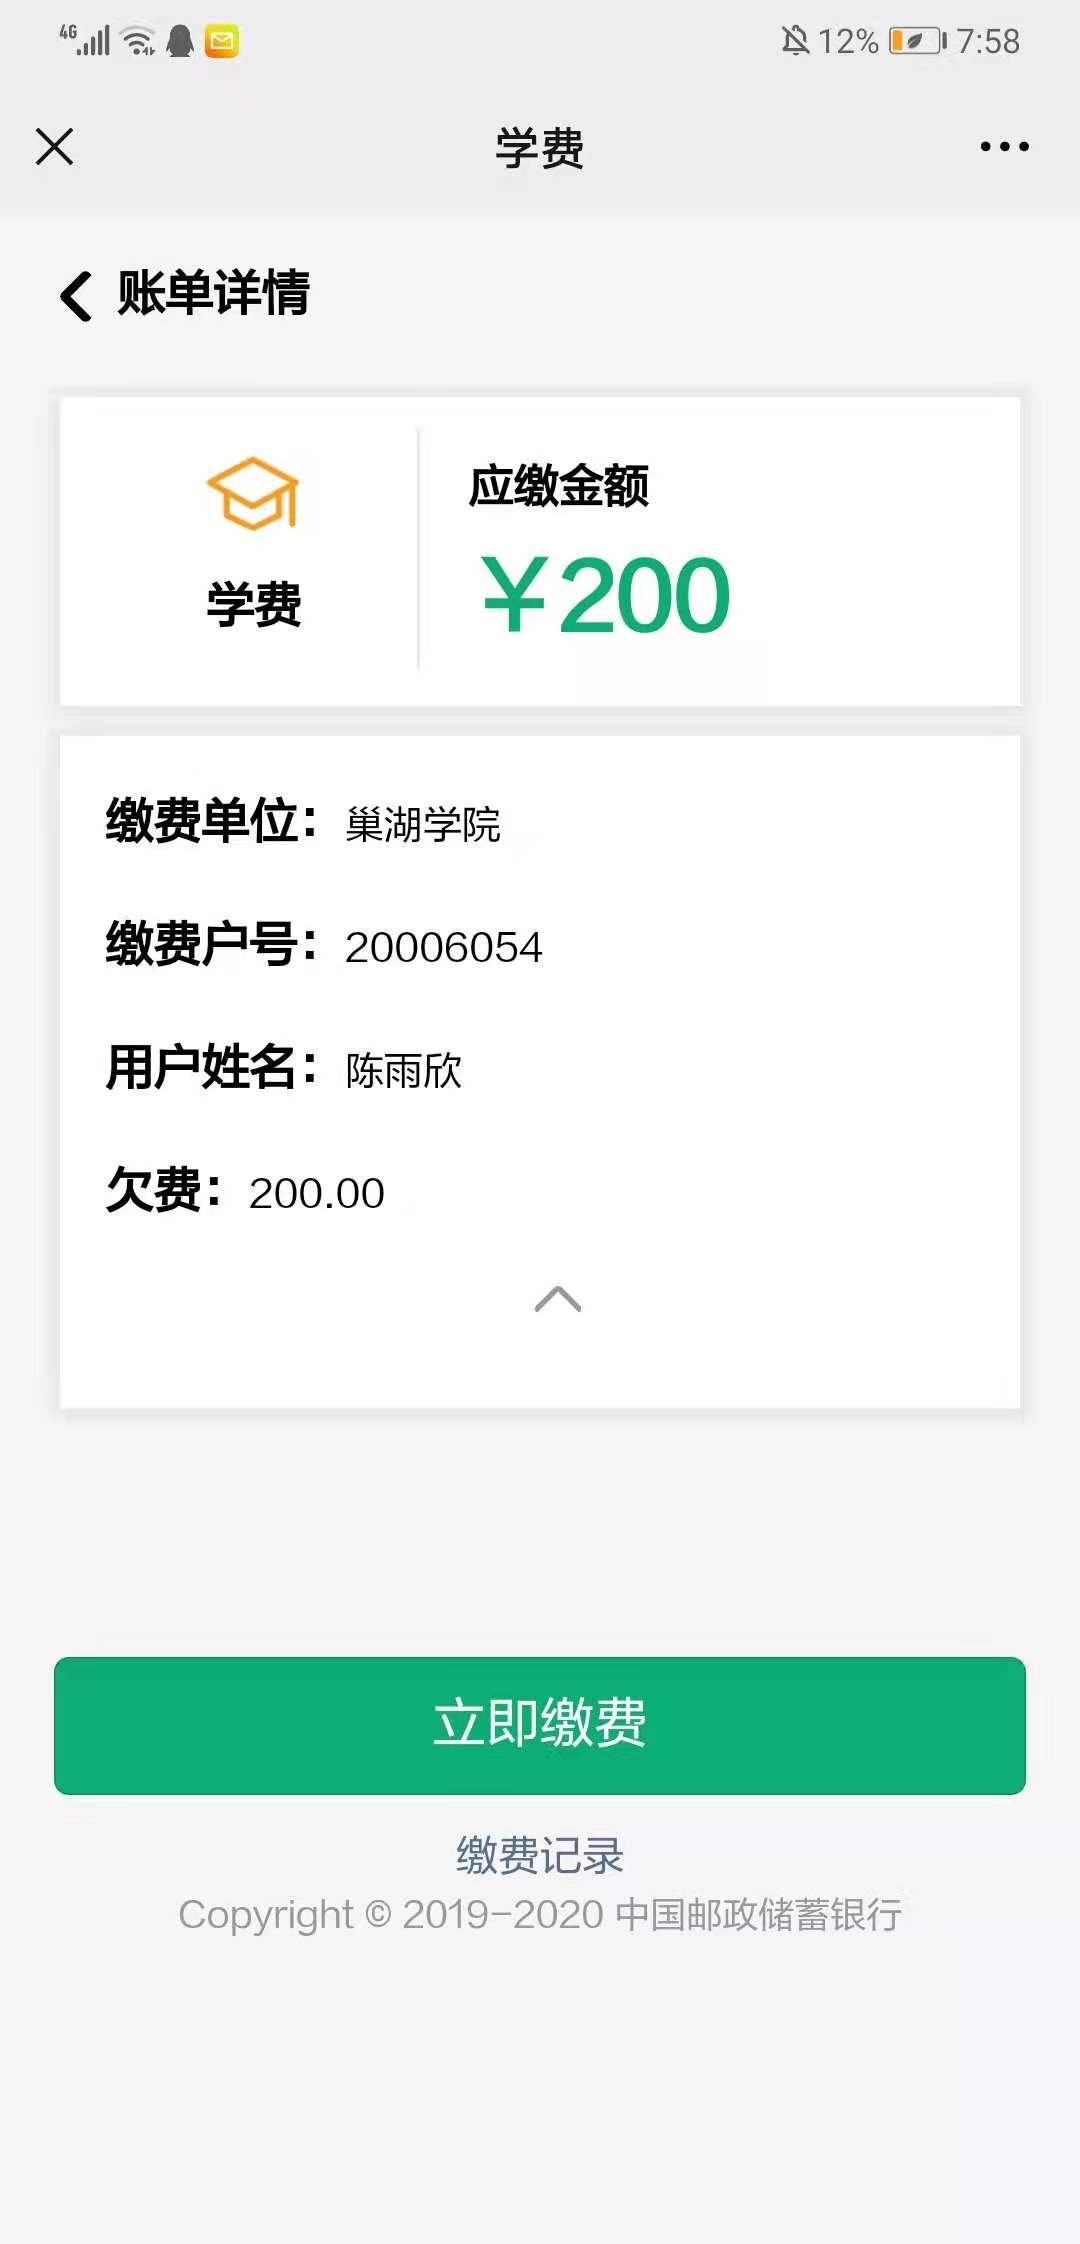 4G 12% 7:58
学费
账单详情
学费
应缴金额
￥200
缴费单位：巢湖学院
缴费户号：20006054
用户姓名：陈雨欣
欠费：200.00
立即缴费
缴费记录
Copyright © 2019-2020 中国邮政储蓄银行